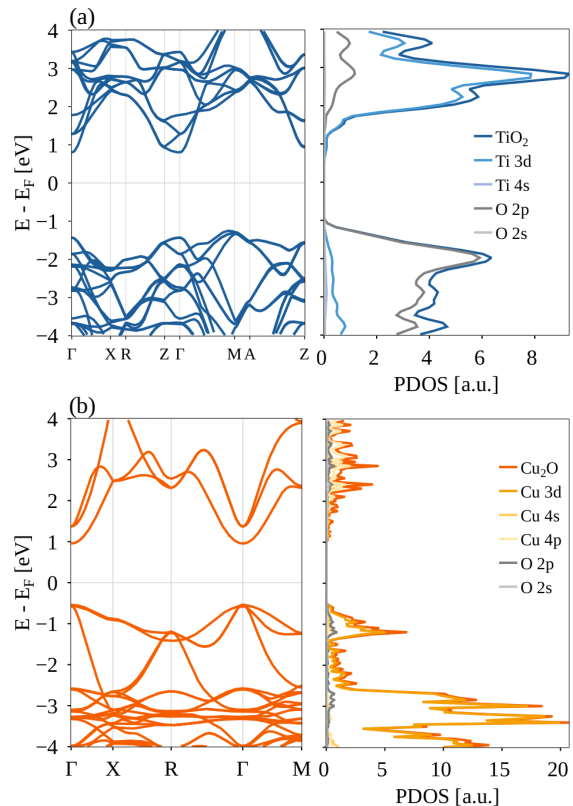 (a)
E - E_F [eV]
4
3
2
1
0
−1
−2
−3
−4
Γ X R Z Γ M A Z
TiO₂
Ti 3d
Ti 4s
O 2p
O 2s
0 2 4 6 8
PDOS [a.u.]
(b)
E - E_F [eV]
4
3
2
1
0
−1
−2
−3
−4
Γ X R Γ M
Cu₂O
Cu 3d
Cu 4s
Cu 4p
O 2p
O 2s
0 5 10 15 20
PDOS [a.u.]